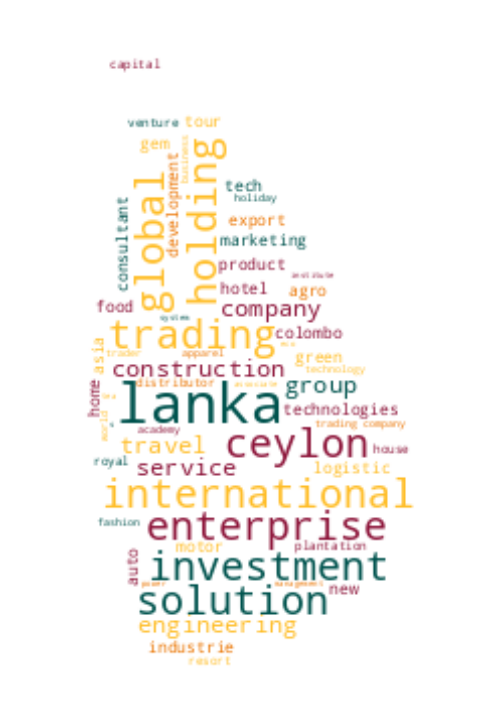 capital
venture tour
gem business
global holding development
consultant tech
holiday
export
marketing
product
institute
hotel agro
food company
system
trading colombo
asia trader apparel green
construction technology
home distributor associate group
lanka technologies
world trading company
academy
travel ceylon house
royal service logistic
international
fashion enterprise
motor plantation
auto investment
power management new
solution
engineering
industrie
resort